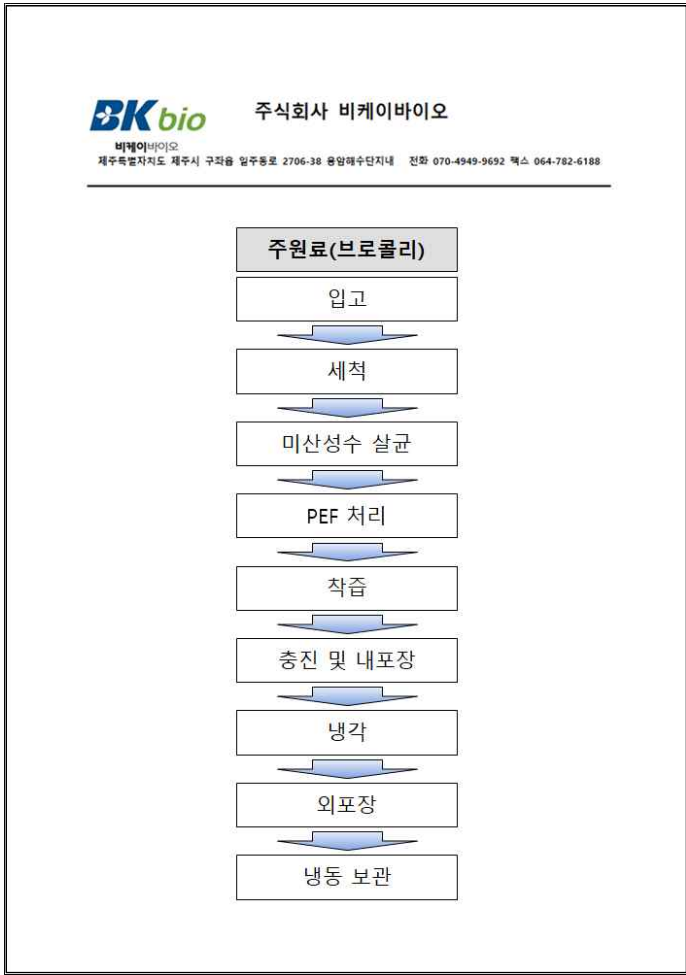 BK bio
주식회사 비케이바이오
비케이바이오
제주특별자치도 제주시 구좌읍 일주동로 2706-38 용암해수단지내 전화 070-4949-9692 팩스 064-782-6188
주원료(브로콜리)
입고
세척
미산성수 살균
PEF 처리
착즙
충진 및 내포장
냉각
외포장
냉동 보관